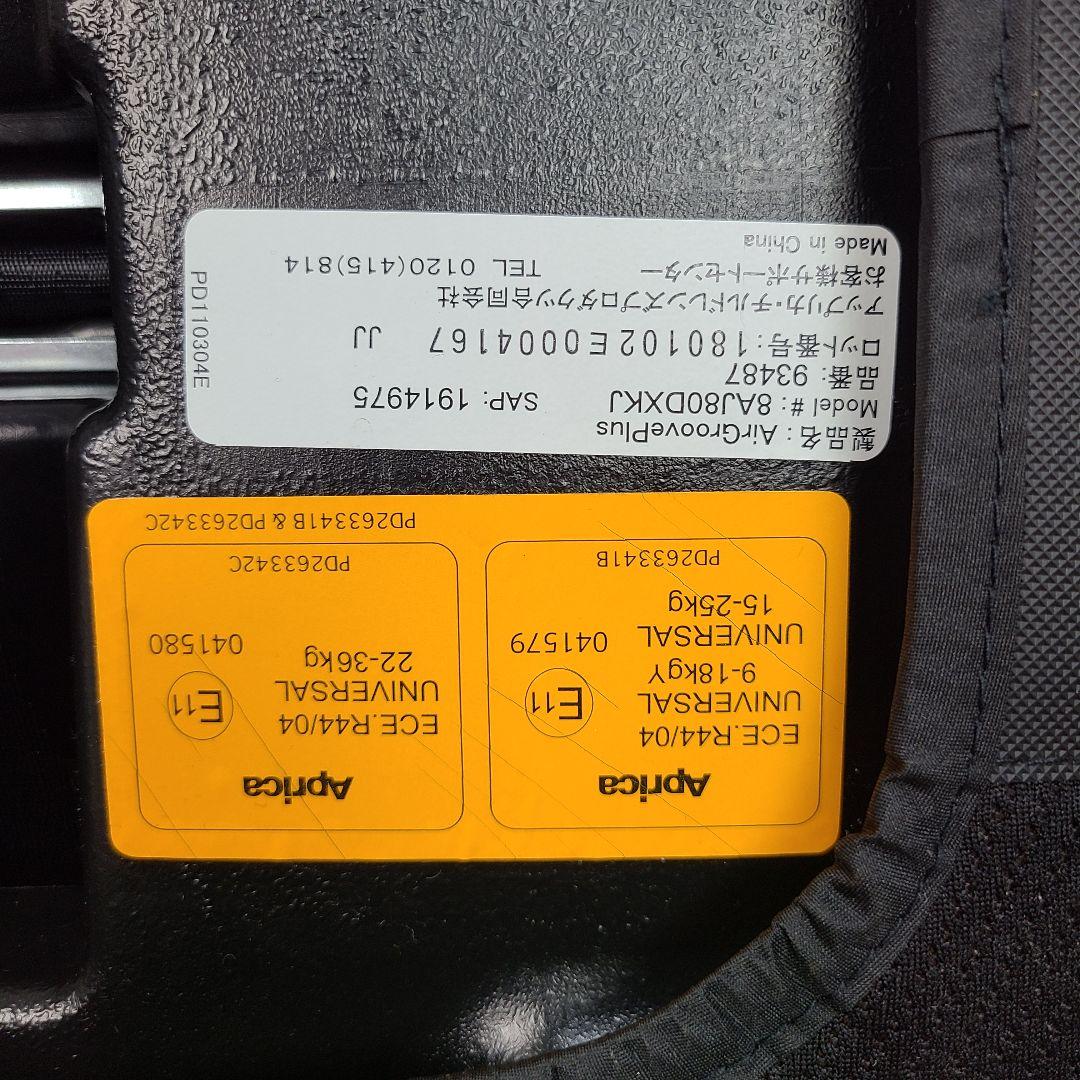 Aprica
ECE.R44/04
UNIVERSAL
9-18kgY
UNIVERSAL
15-25kg
E11
041579
PD263341B
Aprica
ECE.R44/04
UNIVERSAL
22-36kg
E11
041580
PD263342C
PD263341B & PD263342C
製品名：AirGroovePlus
Model #: 8AJ80DXKJ SAP: 1914975
品番: 93487
ロット番号:180102E0004167 JJ
アップリカ・チルドレンズプロダクツ合同会社
お客様サポートセンター TEL 0120(415)814
Made in China
PD110304E